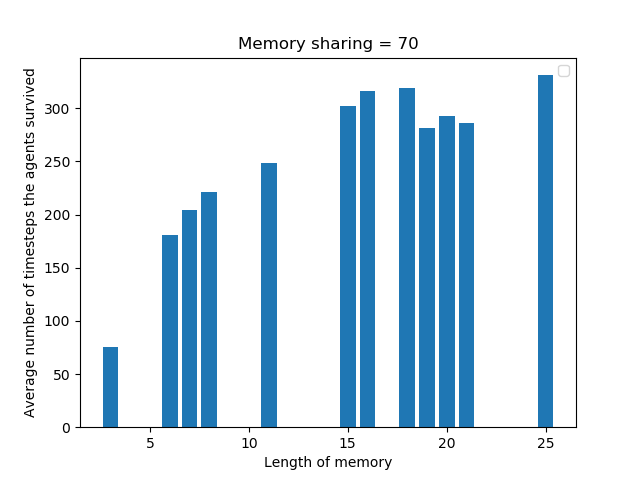 Memory sharing = 70
Average number of timesteps the agents survived
300
250
200
150
100
50
0
5 10 15 20 25
Length of memory